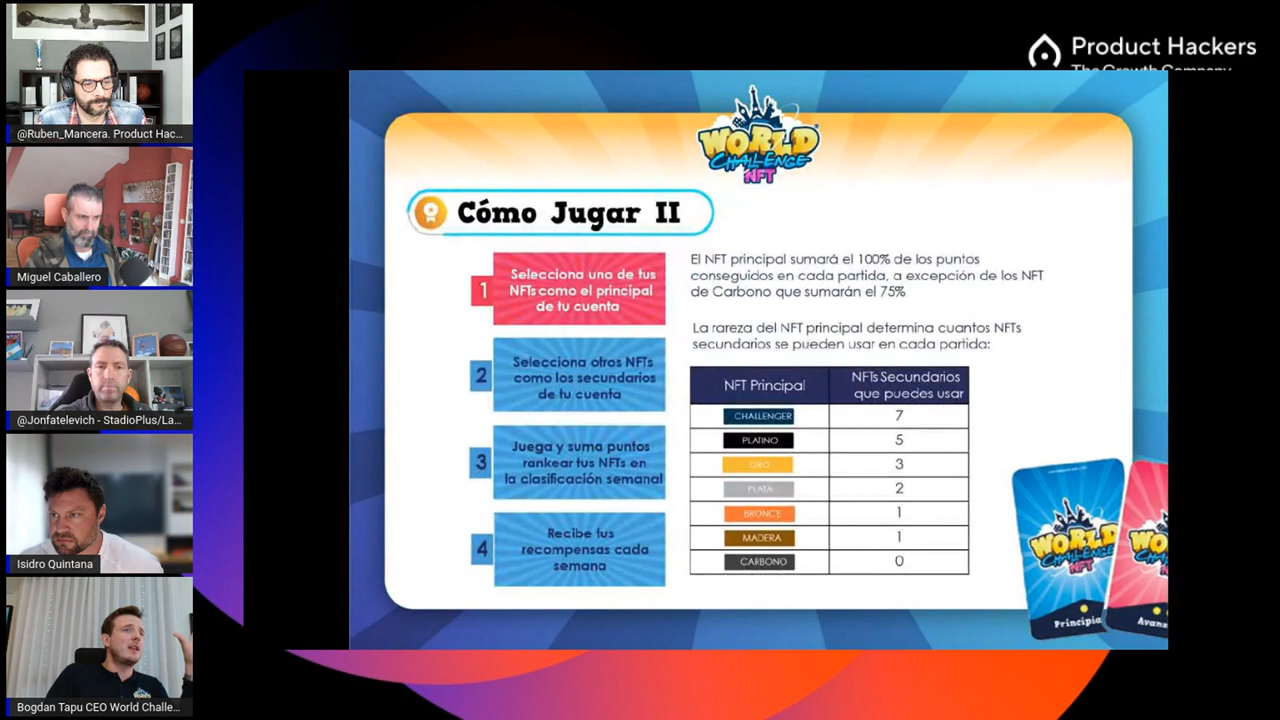 Product Hackers
The Growth Company
@Ruben_Mancera. Product Hac...
Miguel Caballero
@Jonfatelevich - StadioPlus/La...
Isidro Quintana
Bogdan Tapu CEO World Challe...
WORLD
CHALLENGE
NFT
Cómo Jugar II
1
Selecciona uno de tus
NFTs como el principal
de tu cuenta
2
Selecciona otros NFTs
como los secundarios
de tu cuenta
3
Juega y suma puntos
rankear tus NFTs en
la clasificación semanal
4
Recibe tus
recompensas cada
semana
El NFT principal sumará el 100% de los puntos
conseguidos en cada partida, a excepción de los NFT
de Carbono que sumarán el 75%
La rareza del NFT principal determina cuantos NFTs
secundarios se pueden usar en cada partida:
NFT Principal
NFTs Secundarios
que puedes usar
CHALLENGER 7
PLATINO 5
ORO 3
PLATA 2
BRONCE 1
MADERA 1
CARBONO 0
WORLD
CHALLENGE
NFT
Principia
Avanz